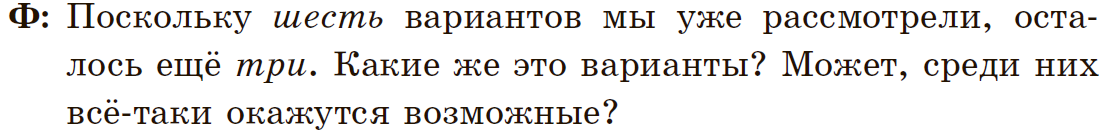 Ф: Поскольку шесть вариантов мы уже рассмотрели, оста-
лось ещё три. Какие же это варианты? Может, среди них
всё-таки окажутся возможные?